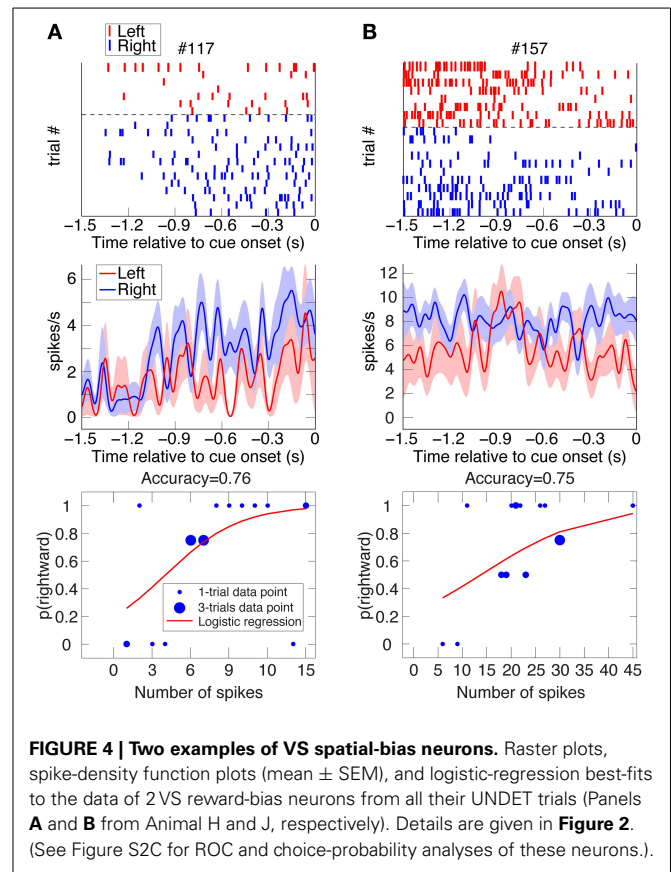 A
B
Left
Right
#117
#157
trial #
trial #
−1.5 −1.2 −0.9 −0.6 −0.3 0
Time relative to cue onset (s)
−1.5 −1.2 −0.9 −0.6 −0.3 0
Time relative to cue onset (s)
Left
Right
spikes/s
6
4
2
0
−1.5 −1.2 −0.9 −0.6 −0.3 0
Time relative to cue onset (s)
spikes/s
12
10
8
6
4
2
0
−1.5 −1.2 −0.9 −0.6 −0.3 0
Time relative to cue onset (s)
Accuracy=0.76
p(rightward)
1
0.8
0.6
0.4
0.2
0
1-trial data point
3-trials data point
Logistic regression
0 3 6 9 12 15
Number of spikes
Accuracy=0.75
p(rightward)
1
0.8
0.6
0.4
0.2
0
0 5 10 15 20 25 30 35 40 45
Number of spikes
FIGURE 4 | Two examples of VS spatial-bias neurons. Raster plots,
spike-density function plots (mean ± SEM), and logistic-regression best-fits
to the data of 2 VS reward-bias neurons from all their UNDET trials (Panels
A and B from Animal H and J, respectively). Details are given in Figure 2.
(See Figure S2C for ROC and choice-probability analyses of these neurons.).